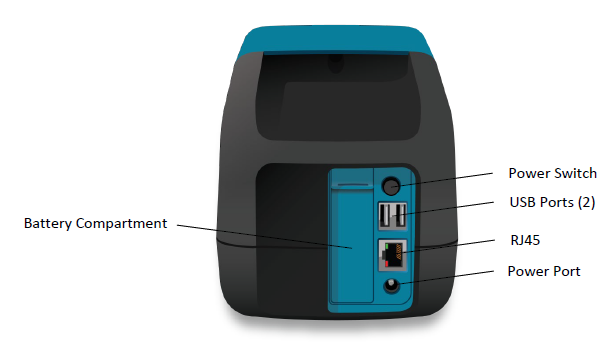 Power Switch
USB Ports (2)
Battery Compartment
RJ45
Power Port